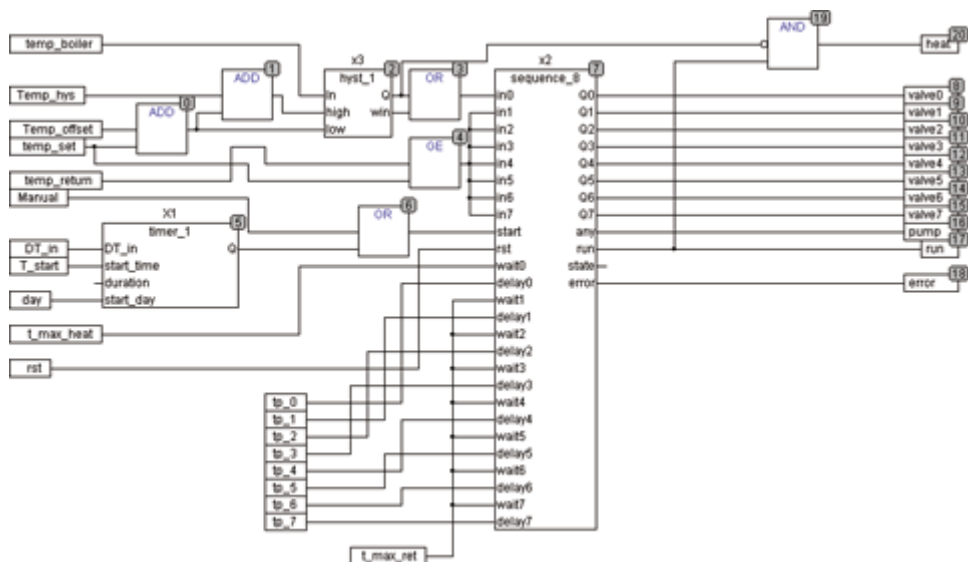 temp_boiler
Temp_hys
Temp_offset
temp_set
temp_return
Manual
DT_in
T_start
day
t_max_heat
rst
ADD
0
ADD
1
x3
hyst_1
2
in
high
low
Q
win
OR
3
GE
4
X1
timer_1
5
DT_in
start_time
duration
start_day
Q
OR
6
tp_0
tp_1
tp_2
tp_3
tp_4
tp_5
tp_6
tp_7
t_max_ret
x2
sequence_8
7
in0
in1
in2
in3
in4
in5
in6
in7
start
rst
wait0
delay0
wait1
delay1
wait2
delay2
wait3
delay3
wait4
delay4
wait5
delay5
wait6
delay6
wait7
delay7
Q0
Q1
Q2
Q3
Q4
Q5
Q6
Q7
any
run
state
error
AND
19
heat
20
valve0
8
valve1
9
valve2
10
valve3
11
valve4
12
valve5
13
valve6
14
valve7
15
pump
16
run
17
error
18